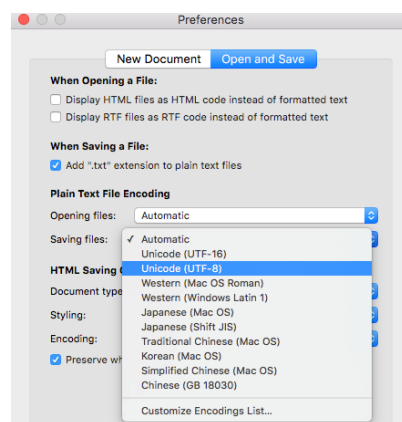 Preferences
New Document Open and Save
When Opening a File:
Display HTML files as HTML code instead of formatted text
Display RTF files as RTF code instead of formatted text
When Saving a File:
Add ".txt" extension to plain text files
Plain Text File Encoding
Opening files: Automatic
Saving files: ✓ Automatic
Unicode (UTF-16)
HTML Saving Unicode (UTF-8)
Western (Mac OS Roman)
Document type Western (Windows Latin 1)
Japanese (Mac OS)
Styling: Japanese (Shift JIS)
Encoding: Traditional Chinese (Mac OS)
Korean (Mac OS)
Preserve Simplified Chinese (Mac OS)
Chinese (GB 18030)
Customize Encodings List...